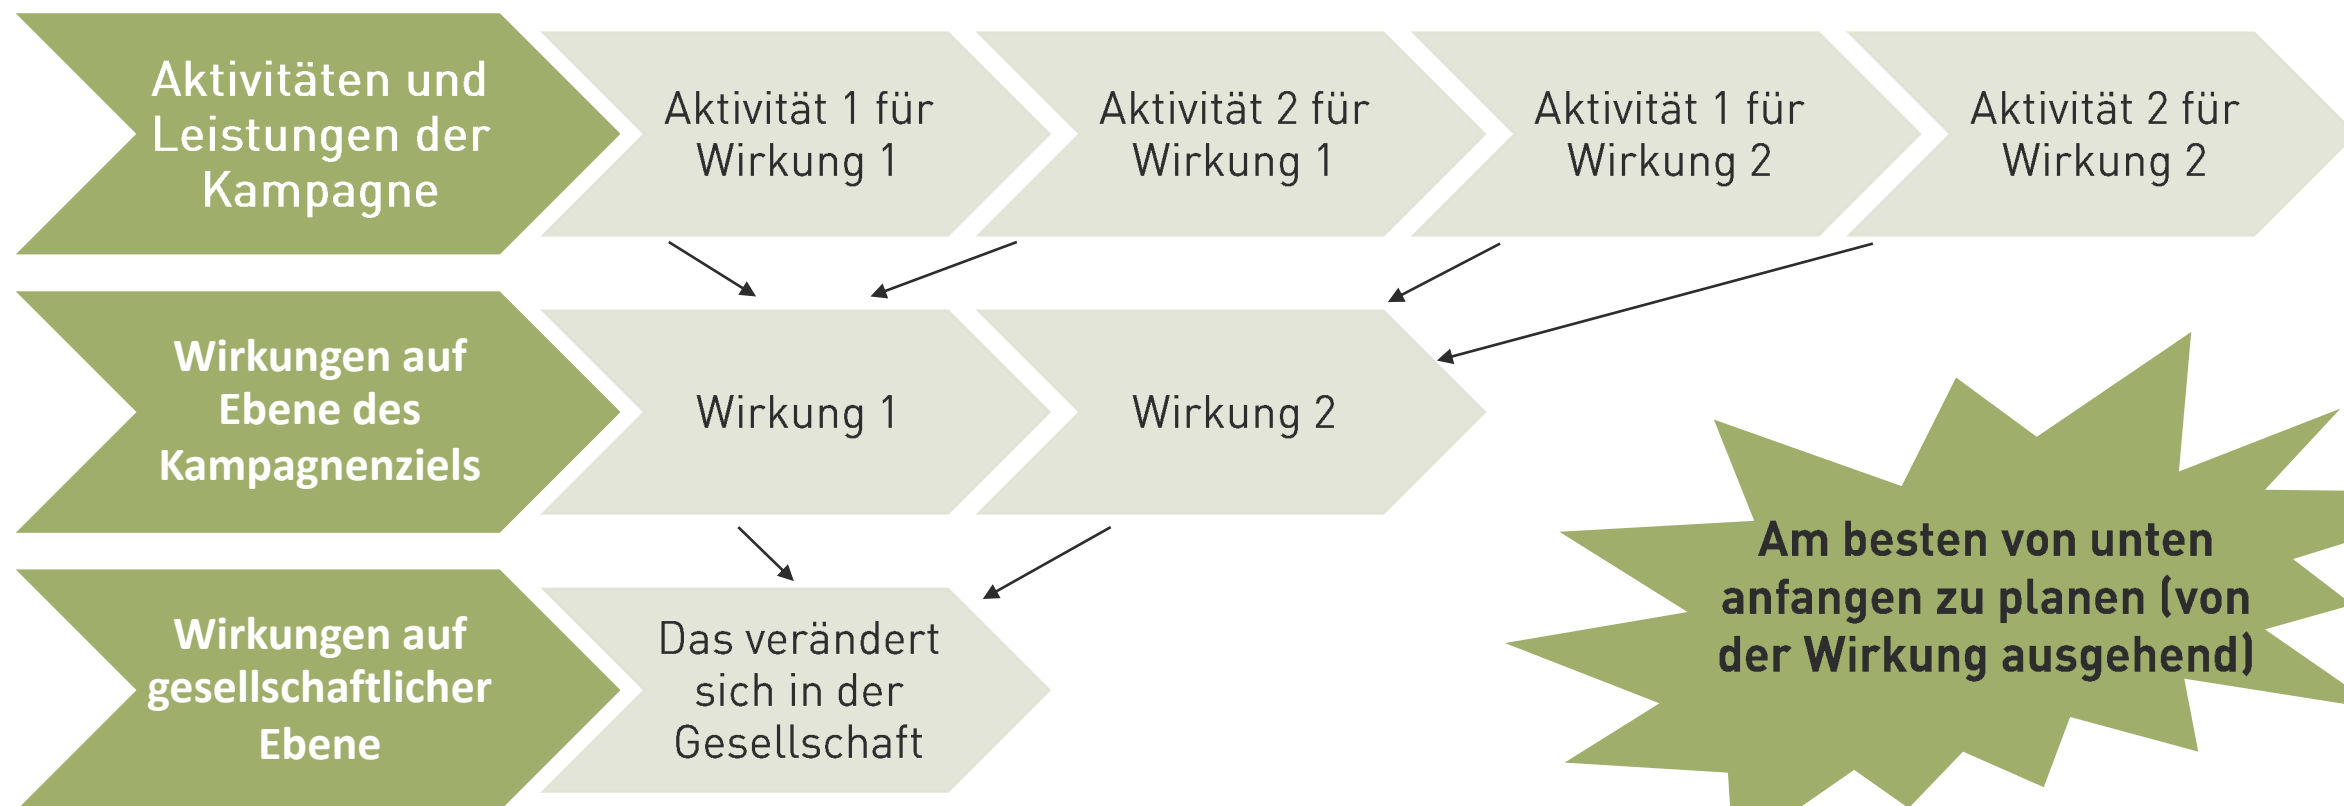 Aktivitäten und
Leistungen der
Kampagne
Aktivität 1 für
Wirkung 1
Aktivität 2 für
Wirkung 1
Aktivität 1 für
Wirkung 2
Aktivität 2 für
Wirkung 2
Wirkungen auf
Ebene des
Kampagnenziels
Wirkung 1
Wirkung 2
Wirkungen auf
gesellschaftlicher
Ebene
Das verändert
sich in der
Gesellschaft
Am besten von unten
anfangen zu planen (von
der Wirkung ausgehend)